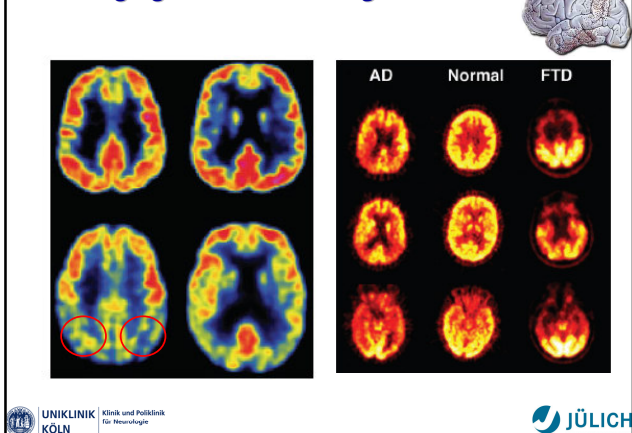 AD Normal FTD
UNIKLINIK
KÖLN
Klinik und Poliklinik
für Neurologie
JÜLICH